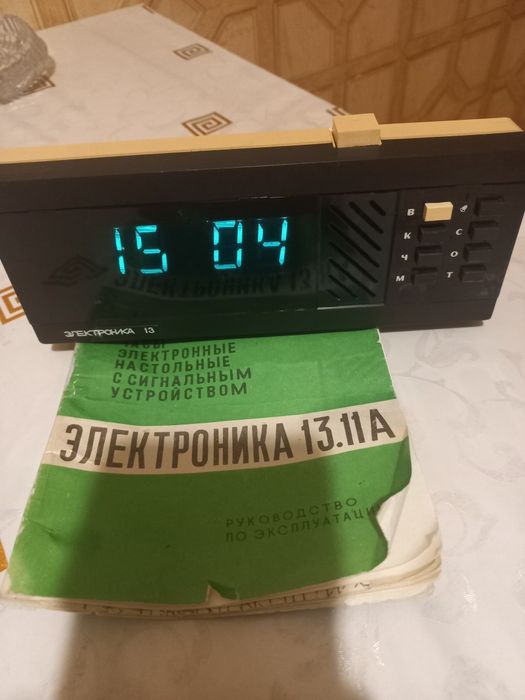 15 04
В
К С
Ч О
М Т
ЭЛЕКТРОНИКА 13
ЧАСЫ
ЭЛЕКТРОННЫЕ
НАСТОЛЬНЫЕ
С СИГНАЛЬНЫМ
УСТРОЙСТВОМ
ЭЛЕКТРОНИКА 13.11А
РУКОВОДСТВО
ПО ЭКСПЛУАТАЦИ